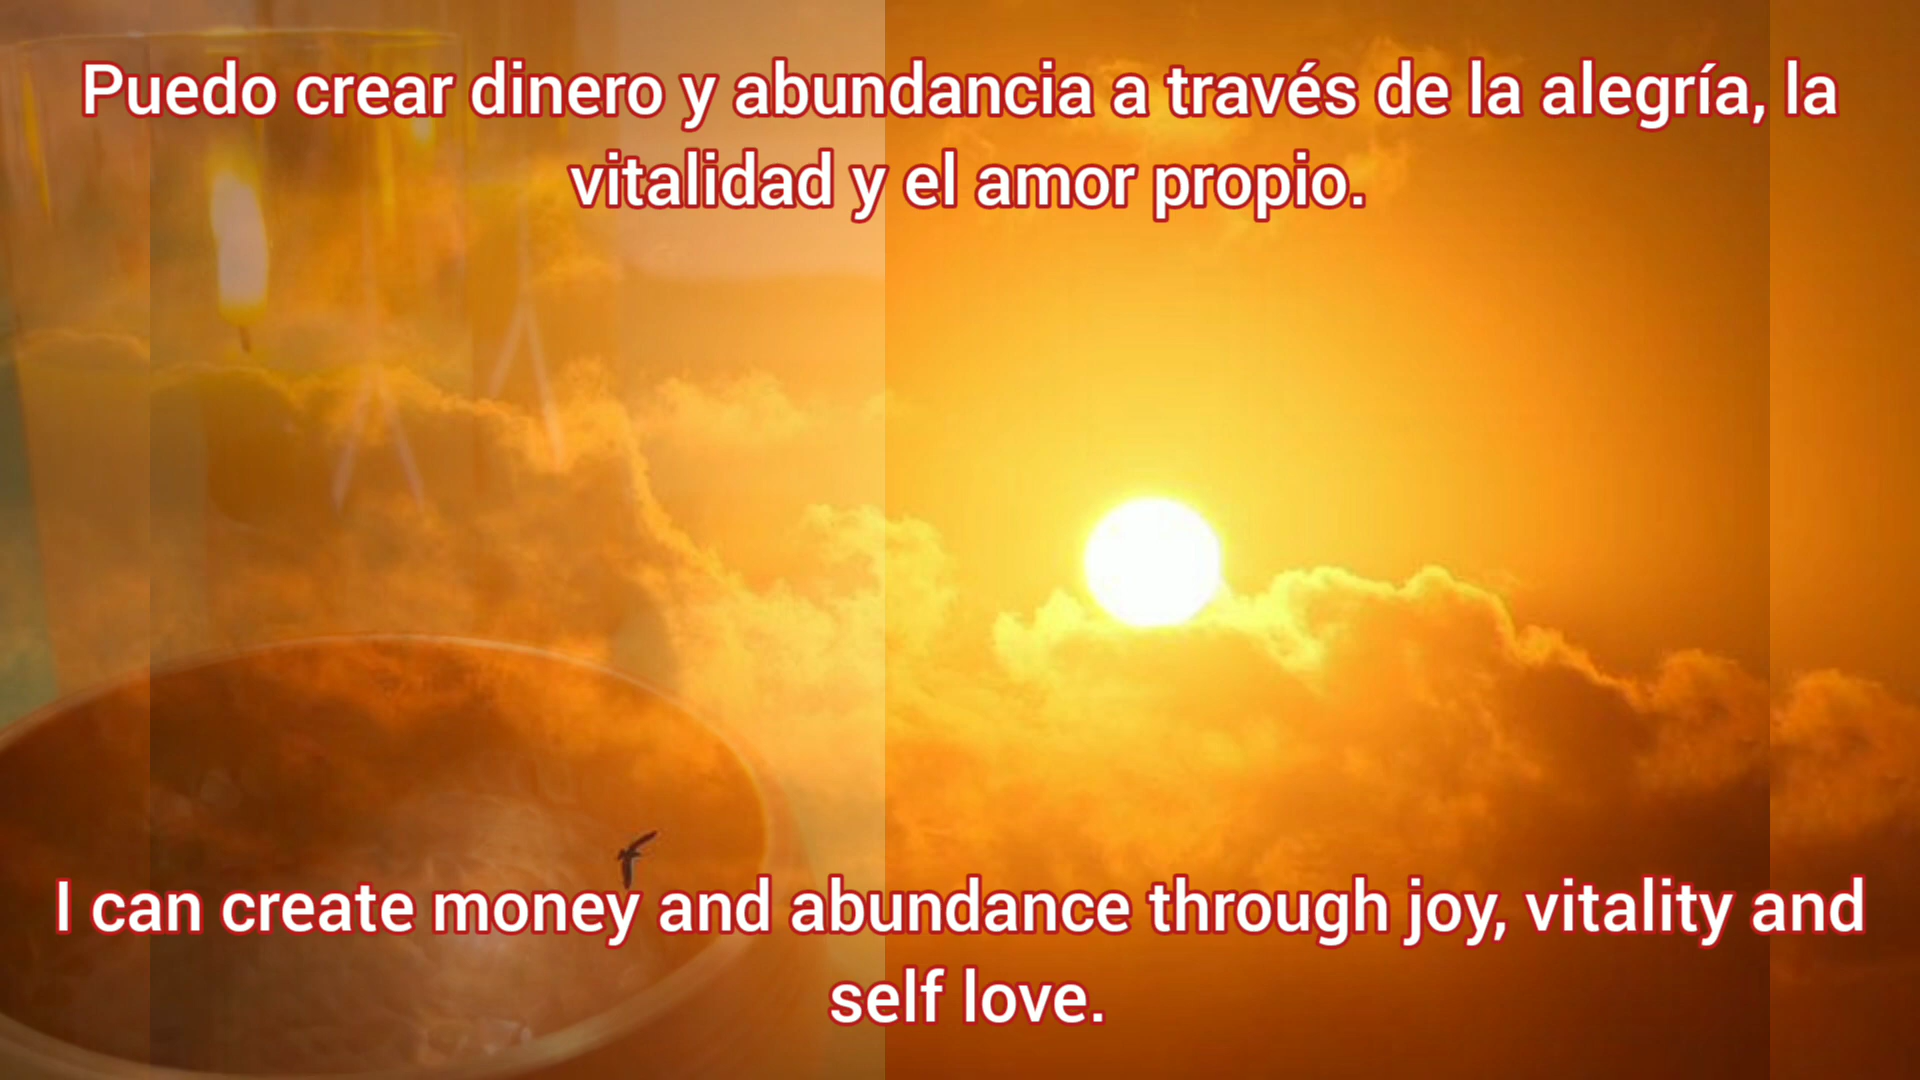 Puedo crear dinero y abundancia a través de la alegría, la
vitalidad y el amor propio.
I can create money and abundance through joy, vitality and
self love.